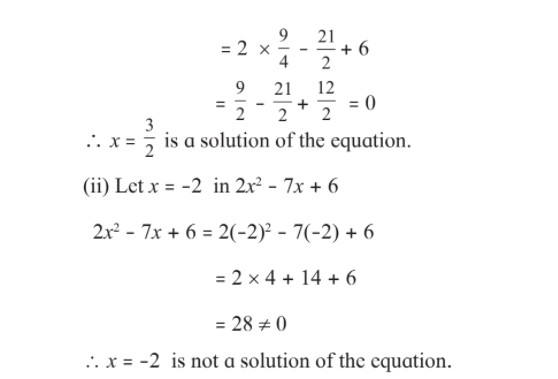 = 2 × 9/4 - 21/2 + 6
= 9/2 - 21/2 + 12/2 = 0
∴ x = 3/2 is a solution of the equation.
(ii) Let x = -2 in 2x² - 7x + 6
2x² - 7x + 6 = 2(-2)² - 7(-2) + 6
= 2 × 4 + 14 + 6
= 28 ≠ 0
∴ x = -2 is not a solution of the equation.